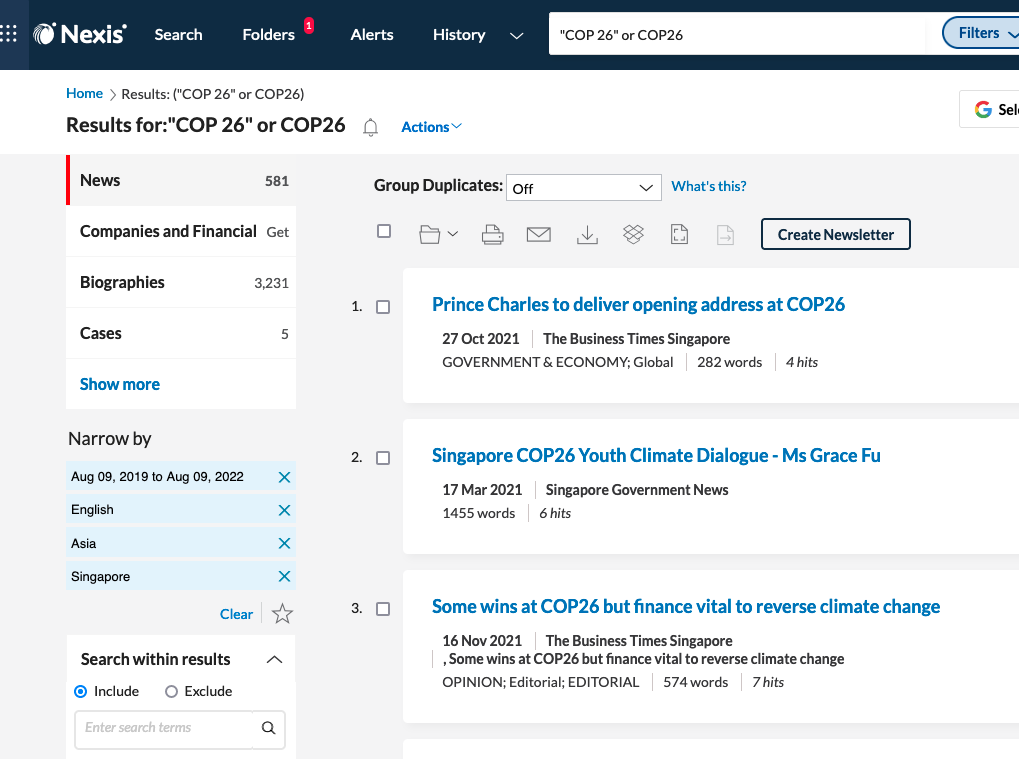 Nexis Search Folders 1 Alerts History "COP 26" or COP26 Filters
Home Results: ("COP 26" or COP26)
Results for:"COP 26" or COP26 Actions
News 581
Companies and Financial Get
Biographies 3,231
Cases 5
Show more
Narrow by
Aug 09, 2019 to Aug 09, 2022
English
Asia
Singapore
Clear
Search within results
Include Exclude
Enter search terms
Group Duplicates: Off What's this?
Create Newsletter
1. Prince Charles to deliver opening address at COP26
27 Oct 2021 The Business Times Singapore
GOVERNMENT & ECONOMY; Global 282 words 4 hits
2. Singapore COP26 Youth Climate Dialogue - Ms Grace Fu
17 Mar 2021 Singapore Government News
1455 words 6 hits
3. Some wins at COP26 but finance vital to reverse climate change
16 Nov 2021 The Business Times Singapore
, Some wins at COP26 but finance vital to reverse climate change
OPINION; Editorial; EDITORIAL 574 words 7 hits